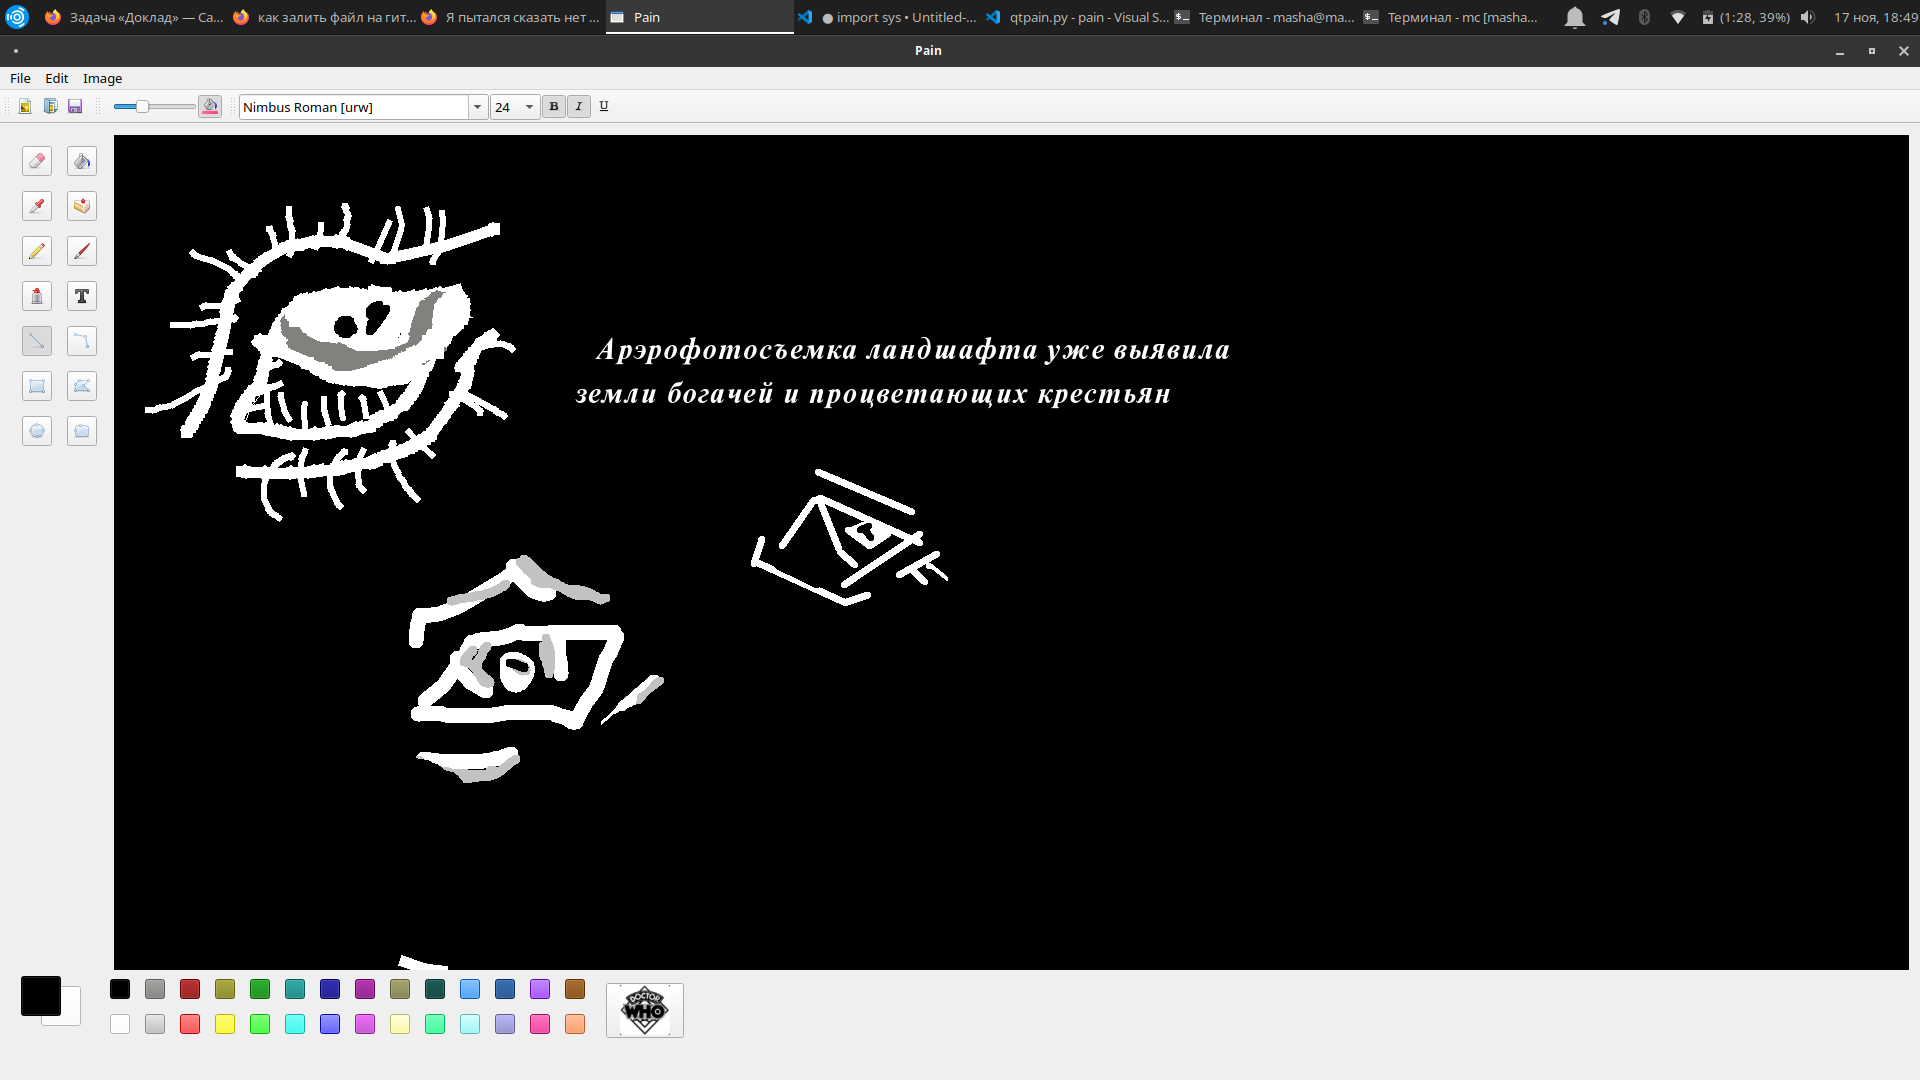 Задача «Доклад» — Са...
как залить файл на гит...
Я пытался сказать нет ...
Pain
● import sys • Untitled-...
qtpain.py - pain - Visual S...
Терминал - masha@ma...
Терминал - mc [masha...
(1:28, 39%)
17 ноя, 18:49
Pain
File Edit Image
Nimbus Roman [urw] 24 B I U
T
Арэрофотосъемка ландшафта уже выявила
земли богачей и процветающих крестьян
DOCTOR
WHO